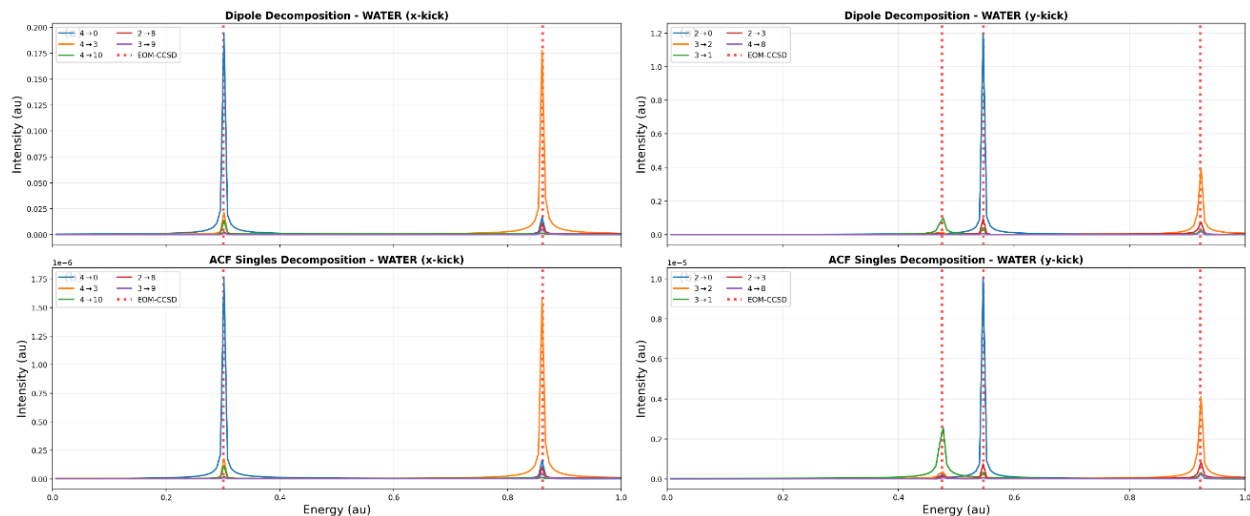 Dipole Decomposition - WATER (x-kick)
Intensity (au)
0.200
0.175
0.150
0.125
0.100
0.075
0.050
0.025
0.000
4→0
4→3
4→10
2→8
3→9
EOM-CCSD
Dipole Decomposition - WATER (y-kick)
Intensity (au)
1.2
1.0
0.8
0.6
0.4
0.2
0.0
2→0
3→2
3→1
2→3
4→8
EOM-CCSD
ACF Singles Decomposition - WATER (x-kick)
1e-6
Intensity (au)
1.75
1.50
1.25
1.00
0.75
0.50
0.25
0.00
4→0
4→3
4→10
2→8
3→9
EOM-CCSD
0.0 0.2 0.4 0.6 0.8 1.0
Energy (au)
ACF Singles Decomposition - WATER (y-kick)
1e-5
Intensity (au)
1.0
0.8
0.6
0.4
0.2
0.0
2→0
3→2
3→1
2→3
4→8
EOM-CCSD
0.0 0.2 0.4 0.6 0.8 1.0
Energy (au)